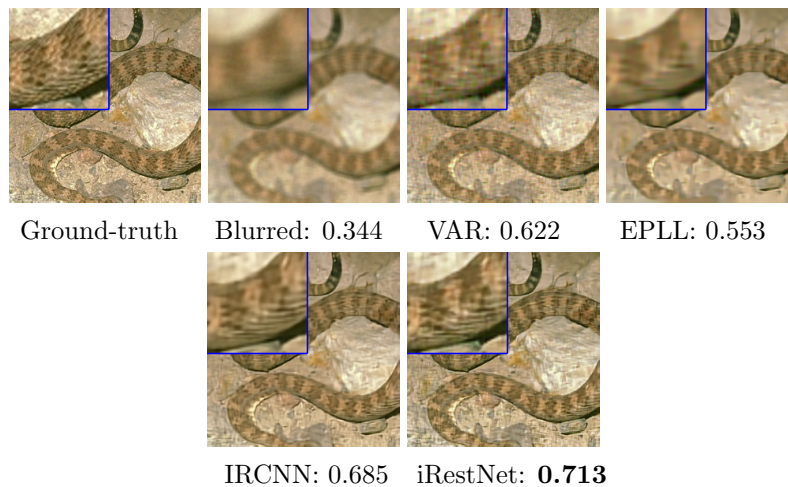 Ground-truth Blurred: 0.344 VAR: 0.622 EPLL: 0.553
IRCNN: 0.685 iRestNet: 0.713